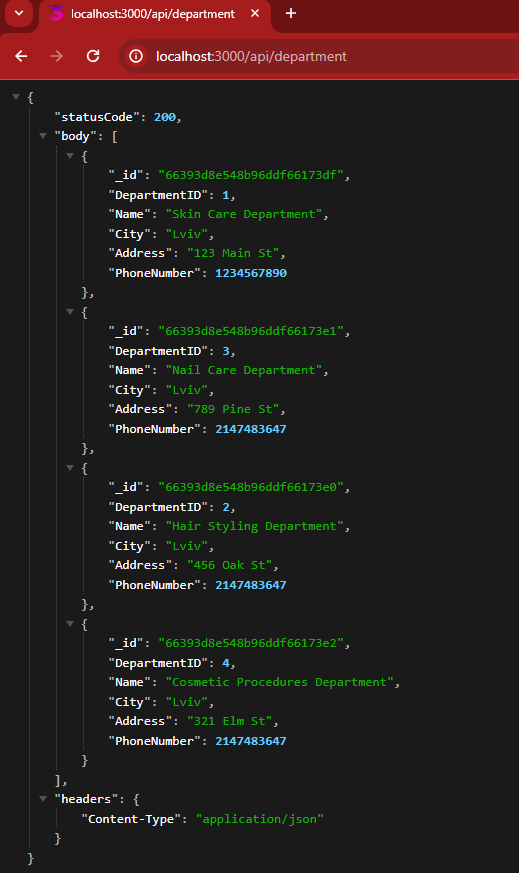 localhost:3000/api/department
localhost:3000/api/department
{
"statusCode": 200,
"body": [
{
"_id": "66393d8e548b96ddf66173df",
"DepartmentID": 1,
"Name": "Skin Care Department",
"City": "Lviv",
"Address": "123 Main St",
"PhoneNumber": 1234567890
},
{
"_id": "66393d8e548b96ddf66173e1",
"DepartmentID": 3,
"Name": "Nail Care Department",
"City": "Lviv",
"Address": "789 Pine St",
"PhoneNumber": 2147483647
},
{
"_id": "66393d8e548b96ddf66173e0",
"DepartmentID": 2,
"Name": "Hair Styling Department",
"City": "Lviv",
"Address": "456 Oak St",
"PhoneNumber": 2147483647
},
{
"_id": "66393d8e548b96ddf66173e2",
"DepartmentID": 4,
"Name": "Cosmetic Procedures Department",
"City": "Lviv",
"Address": "321 Elm St",
"PhoneNumber": 2147483647
}
],
"headers": {
"Content-Type": "application/json"
}
}